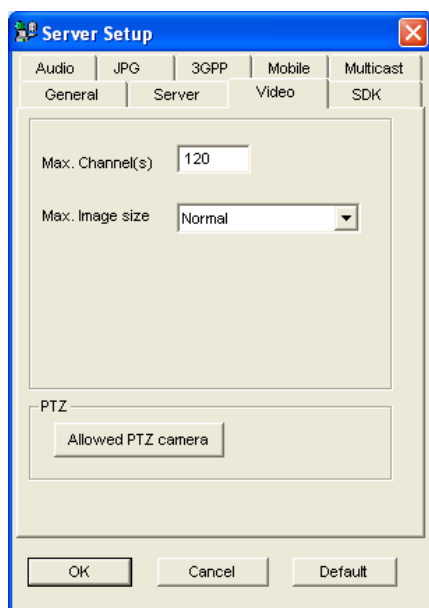 Server Setup
Audio JPG 3GPP Mobile Multicast
General Server Video SDK
Max. Channel(s) 120
Max. Image size Normal
PTZ
Allowed PTZ camera
OK Cancel Default